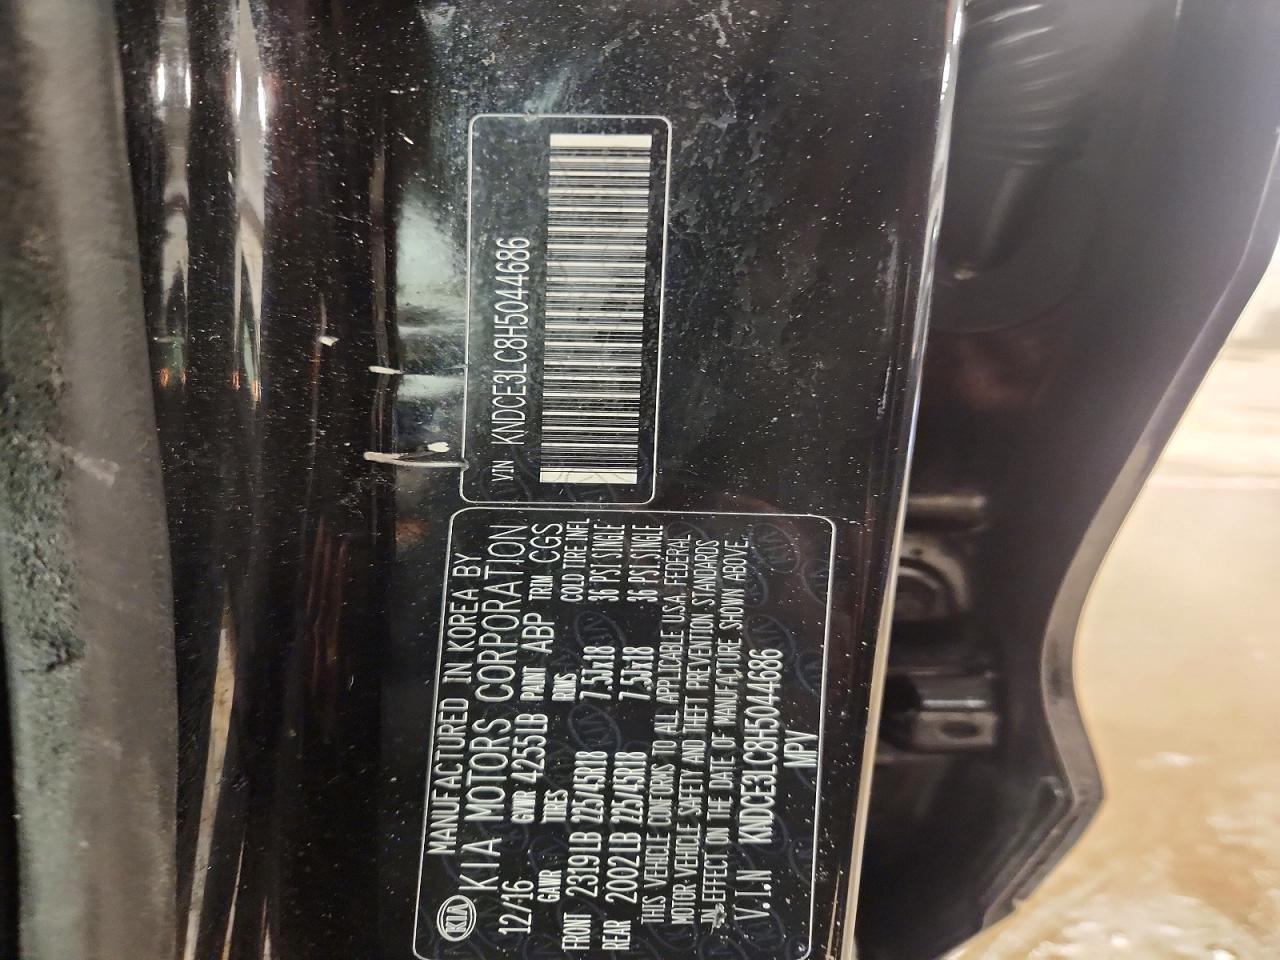 VIN KNDCE3LC8H5044686
MANUFACTURED IN KOREA BY
KIA KIA MOTORS CORPORATION
12/16 GVWR 4255LB PAINT ABP TRIM CGS
GAWR TIRES RIMS COLD TIRE INFL
FRONT 2319LB 225/45R18 7.5Jx18 36 PSI SINGLE
REAR 2002LB 225/45R18 7.5Jx18 36 PSI SINGLE
THIS VEHICLE CONFORMS TO ALL APPLICABLE U.S.A. FEDERAL
MOTOR VEHICLE SAFETY AND THEFT PREVENTION STANDARDS
IN EFFECT ON THE DATE OF MANUFACTURE SHOWN ABOVE.
V.I.N KNDCE3LC8H5044686
MPV